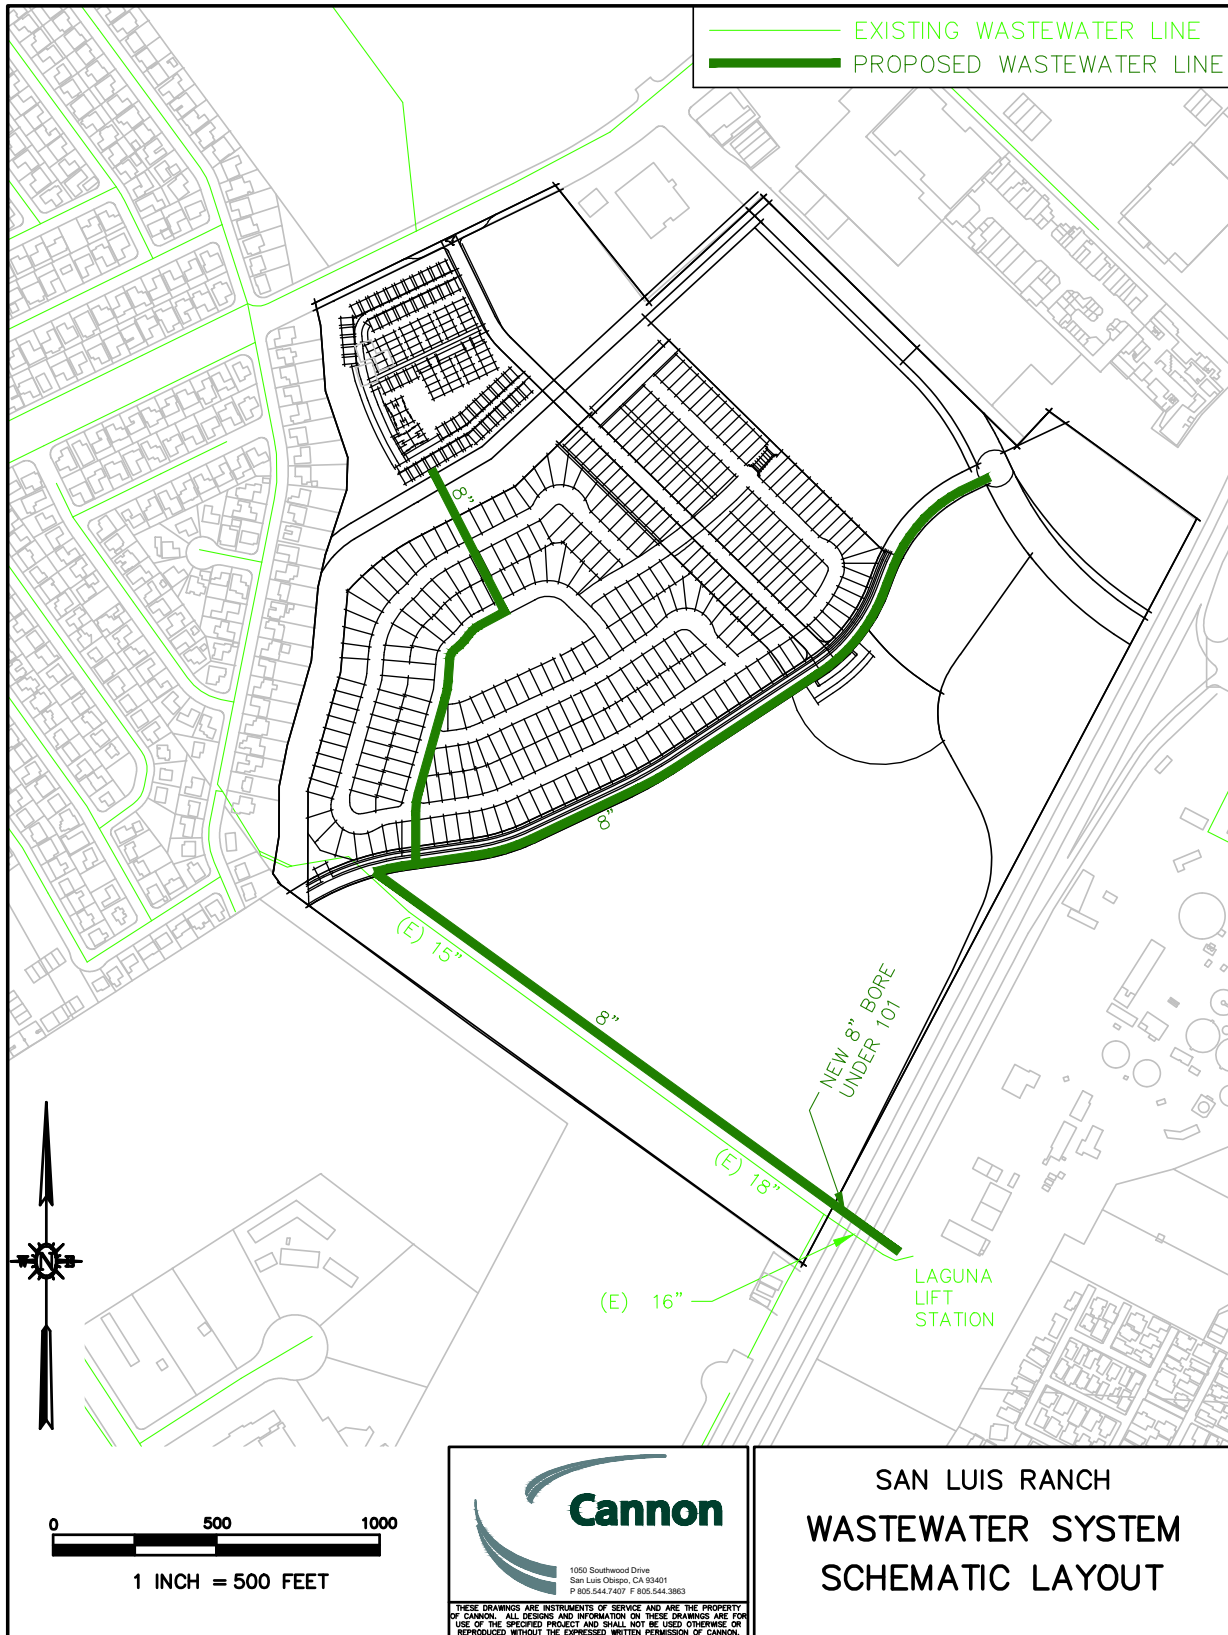 EXISTING WASTEWATER LINE
PROPOSED WASTEWATER LINE
8"
8"
(E) 15"
8"
NEW 8" BORE
UNDER 101
(E) 18"
W N E
(E) 16"
LAGUNA
LIFT
STATION
0 500 1000
1 INCH = 500 FEET
Cannon
1050 Southwood Drive
San Luis Obispo, CA 93401
P 805.544.7407 F 805.544.3863
THESE DRAWINGS ARE INSTRUMENTS OF SERVICE AND ARE THE PROPERTY
OF CANNON. ALL DESIGNS AND INFORMATION ON THESE DRAWINGS ARE FOR
USE OF THE SPECIFIED PROJECT AND SHALL NOT BE USED OTHERWISE OR
REPRODUCED WITHOUT THE EXPRESSED WRITTEN PERMISSION OF CANNON.
SAN LUIS RANCH
WASTEWATER SYSTEM
SCHEMATIC LAYOUT